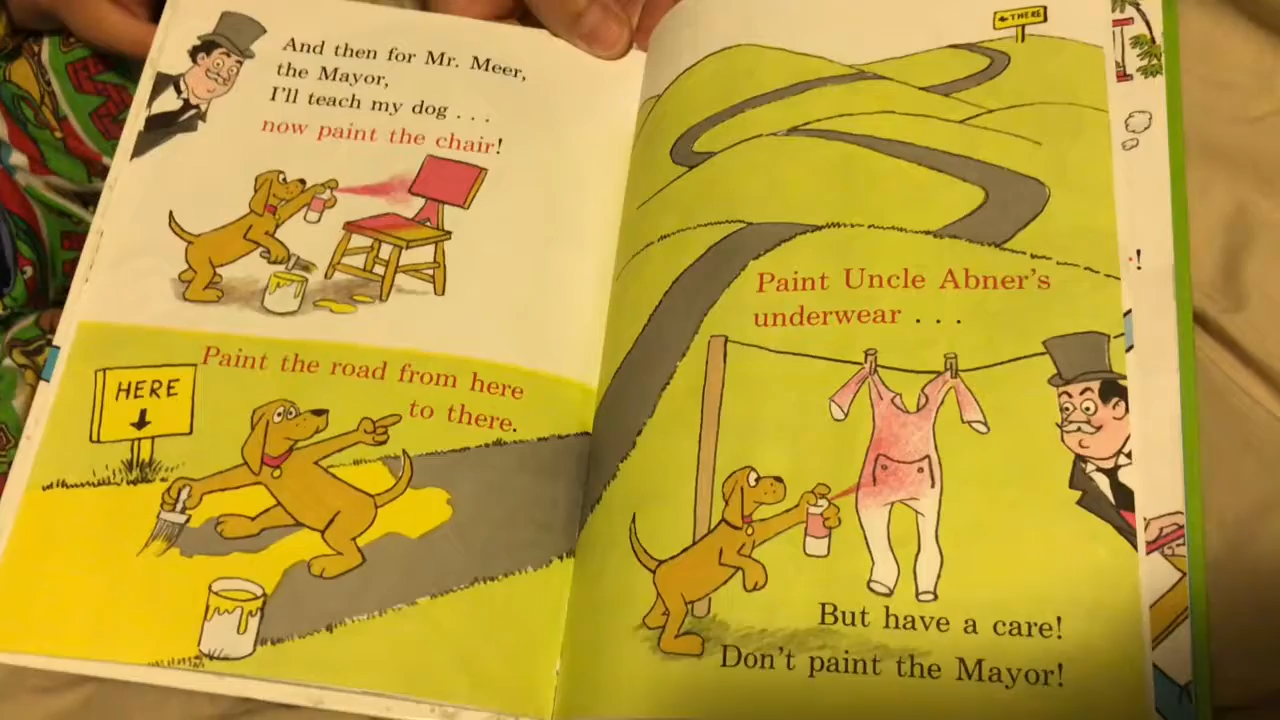 And then for Mr. Meer,
the Mayor,
I'll teach my dog . . .
now paint the chair!
HERE
Paint the road from here
to there.
THERE
Paint Uncle Abner's
underwear . . .
But have a care!
Don't paint the Mayor!
!